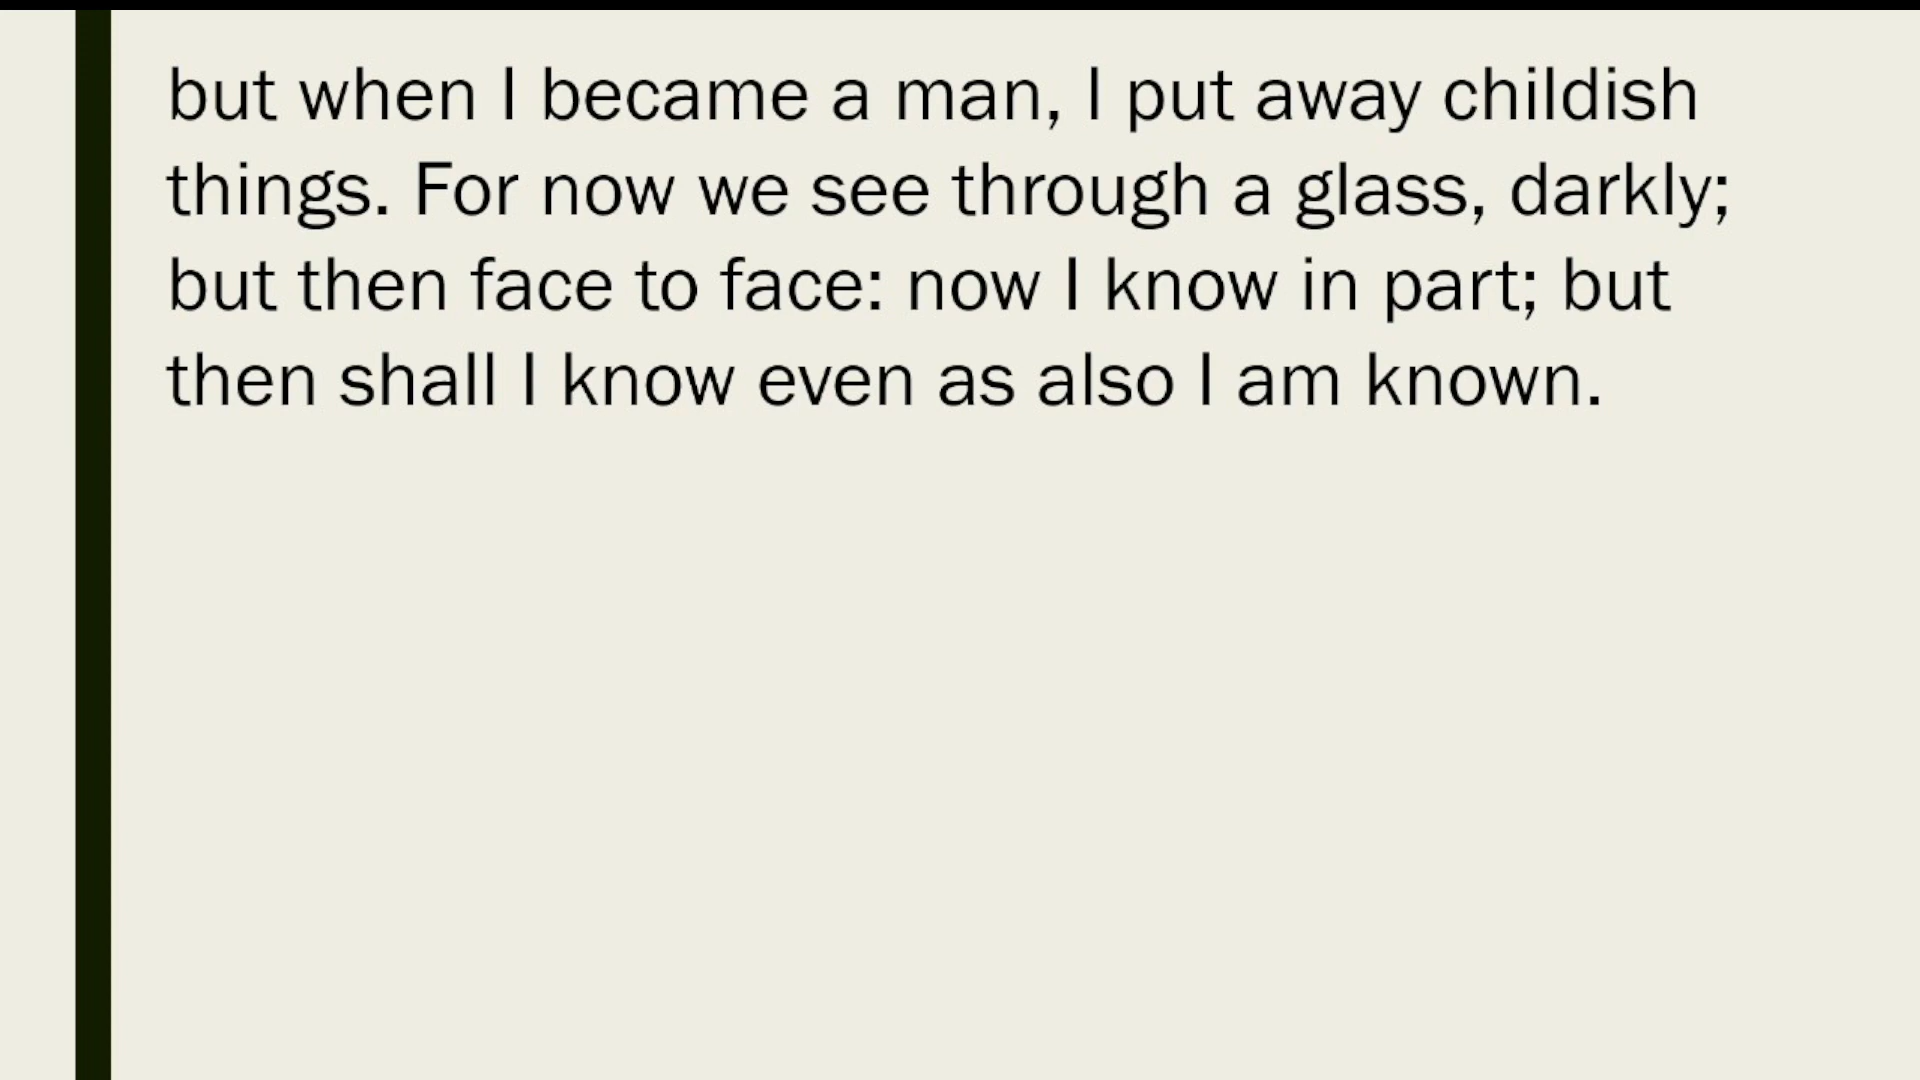 but when I became a man, I put away childish
things. For now we see through a glass, darkly;
but then face to face: now I know in part; but
then shall I know even as also I am known.